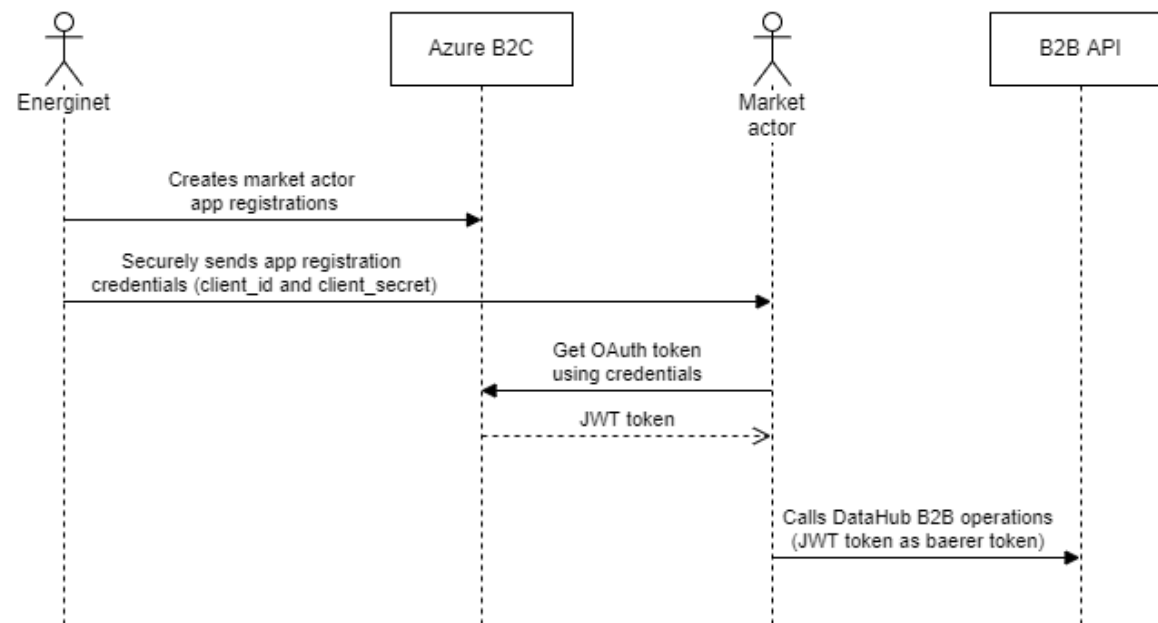 Azure B2C
B2B API
Energinet
Market
actor
Creates market actor
app registrations
Securely sends app registration
credentials (client_id and client_secret)
Get OAuth token
using credentials
JWT token
Calls DataHub B2B operations
(JWT token as baerer token)